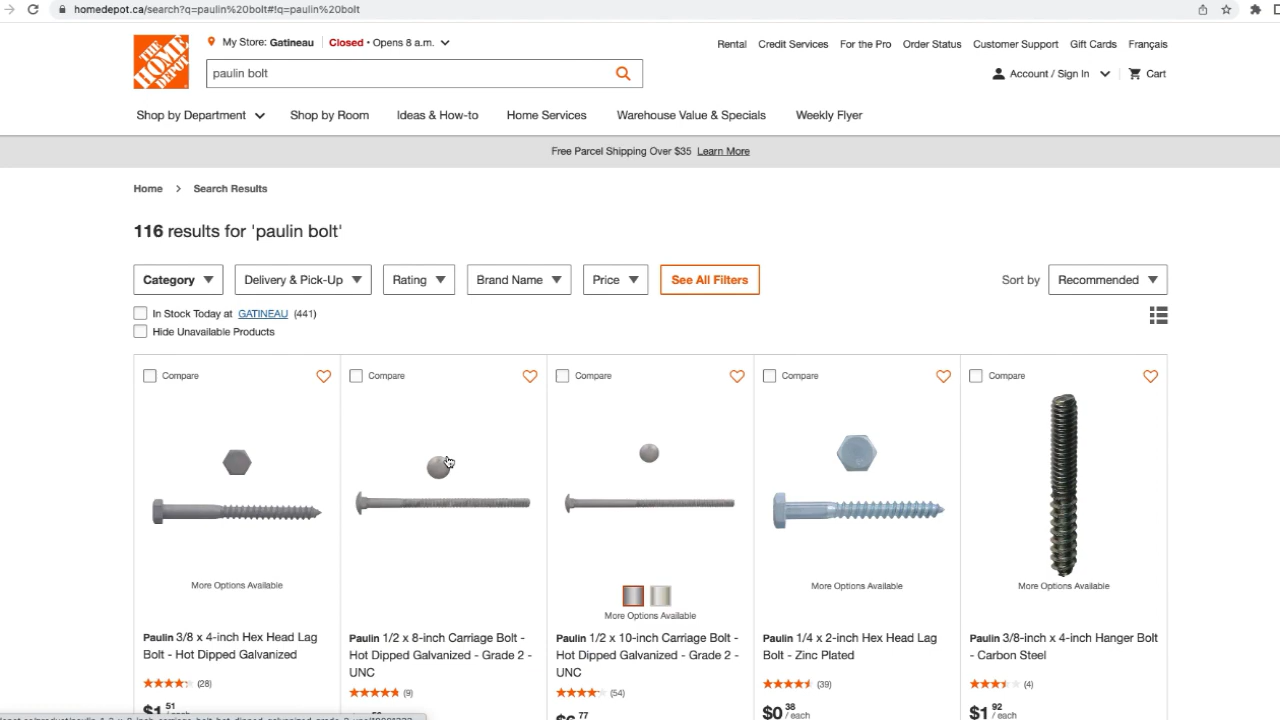 homedepot.ca/search?q=paulin%20bolt#!q=paulin%20bolt
THE HOME DEPOT
My Store: Gatineau | Closed • Opens 8 a.m.
Rental Credit Services For the Pro Order Status Customer Support Gift Cards Français
paulin bolt
Account / Sign In Cart
Shop by Department Shop by Room Ideas & How-to Home Services Warehouse Value & Specials Weekly Flyer
Free Parcel Shipping Over $35 Learn More
Home > Search Results
116 results for 'paulin bolt'
Category Delivery & Pick-Up Rating Brand Name Price See All Filters Sort by Recommended
In Stock Today at GATINEAU (441)
Hide Unavailable Products
Compare Compare Compare Compare Compare
More Options Available More Options Available More Options Available
More Options Available
Paulin 3/8 x 4-inch Hex Head Lag
Bolt - Hot Dipped Galvanized
(28)
$1 51 / each
Paulin 1/2 x 8-inch Carriage Bolt -
Hot Dipped Galvanized - Grade 2 -
UNC
(9)
Paulin 1/2 x 10-inch Carriage Bolt -
Hot Dipped Galvanized - Grade 2 -
UNC
(54)
77
Paulin 1/4 x 2-inch Hex Head Lag
Bolt - Zinc Plated
(39)
$0 38 / each
Paulin 3/8-inch x 4-inch Hanger Bolt
- Carbon Steel
(4)
$1 92 / each